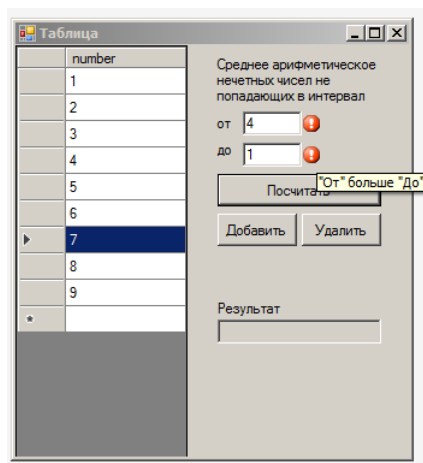 Таблица
number
1
2
3
4
5
6
7
8
9
Среднее арифметическое
нечетных чисел не
попадающих в интервал
от 4
до 1
"От" больше "До"
Посчитать
Добавить Удалить
Результат